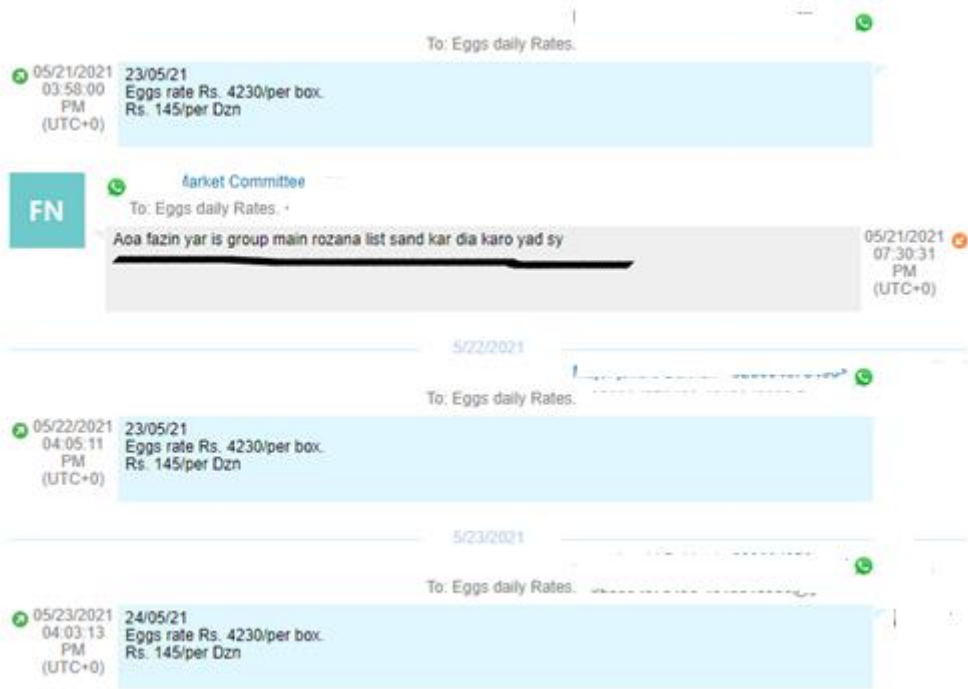 To: Eggs daily Rates.
05/21/2021
03:58:00
PM
(UTC+0)
23/05/21
Eggs rate Rs. 4230/per box.
Rs. 145/per Dzn
FN
Market Committee
To: Eggs daily Rates.
Aoa fazin yar is group main rozana list sand kar dia karo yad sy
05/21/2021
07:30:31
PM
(UTC+0)
5/22/2021
To: Eggs daily Rates.
05/22/2021
04:05:11
PM
(UTC+0)
23/05/21
Eggs rate Rs. 4230/per box.
Rs. 145/per Dzn
5/23/2021
To: Eggs daily Rates.
05/23/2021
04:03:13
PM
(UTC+0)
24/05/21
Eggs rate Rs. 4230/per box.
Rs. 145/per Dzn